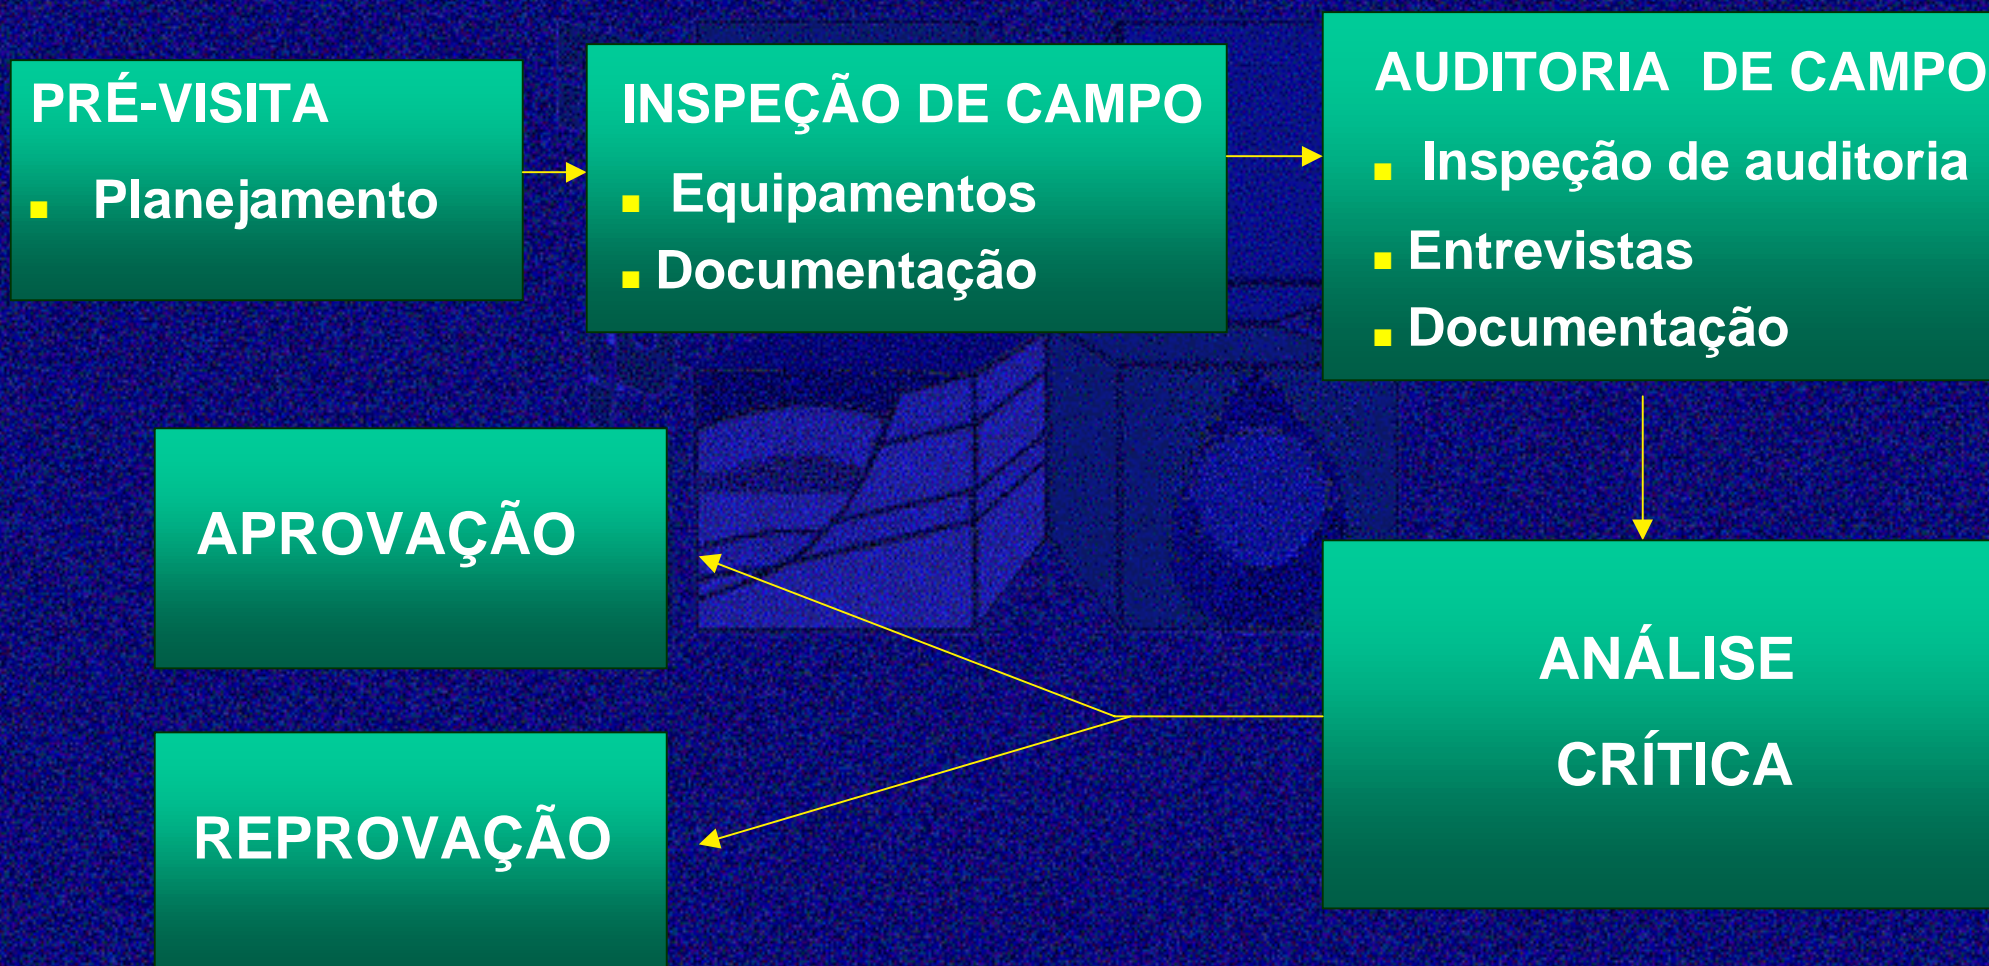 PRÉ-VISITA
Planejamento
INSPEÇÃO DE CAMPO
Equipamentos
Documentação
AUDITORIA DE CAMPO
Inspeção de auditoria
Entrevistas
Documentação
ANÁLISE
CRÍTICA
APROVAÇÃO
REPROVAÇÃO